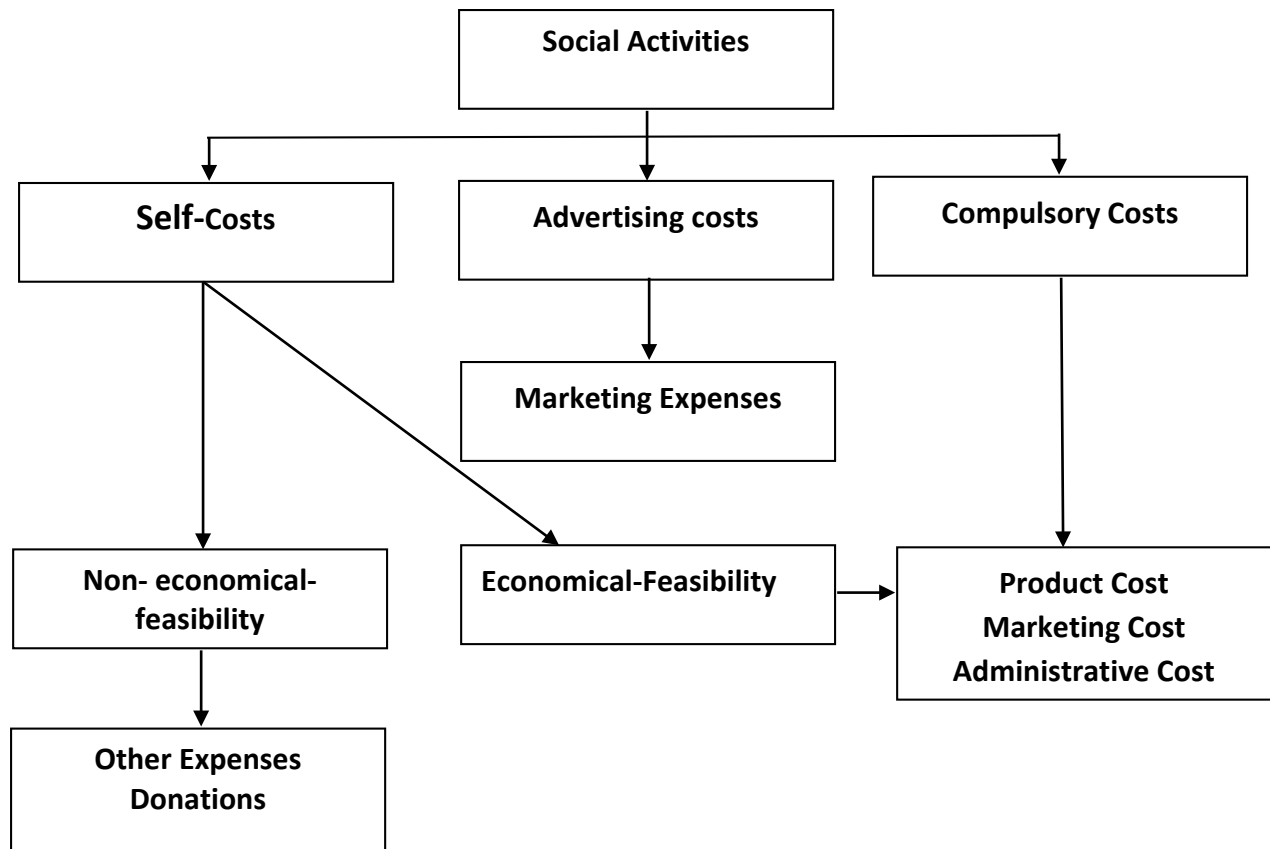 Social Activities
Self-Costs
Advertising costs
Compulsory Costs
Marketing Expenses
Non- economical-
feasibility
Economical-Feasibility
Product Cost
Marketing Cost
Administrative Cost
Other Expenses
Donations